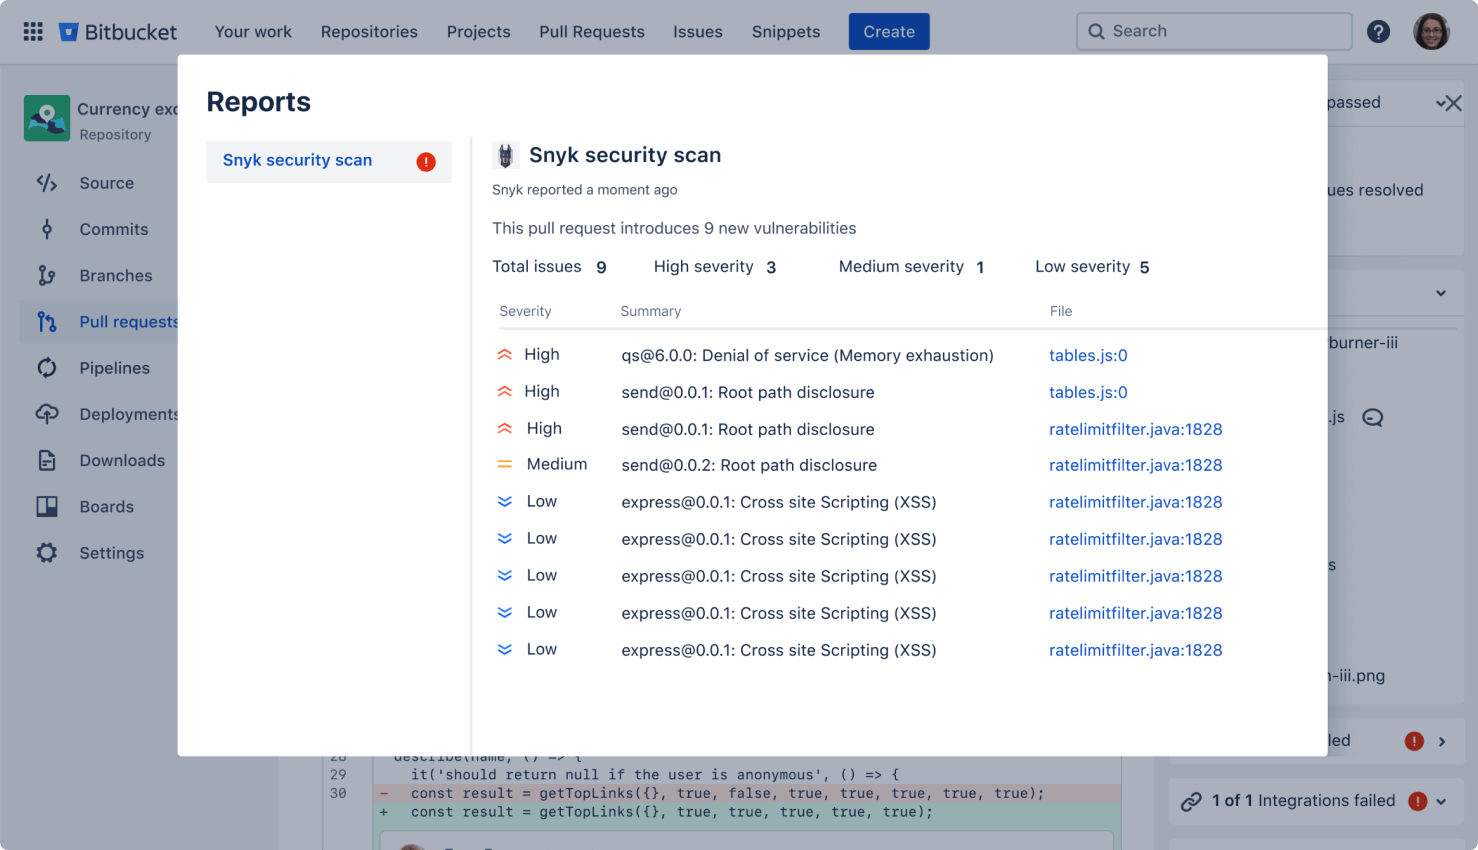 Bitbucket
Your work
Repositories
Projects
Pull Requests
Issues
Snippets
Create
Search
?
Currency exc
Repository
Source
Commits
Branches
Pull requests
Pipelines
Deployments
Downloads
Boards
Settings
Reports
Snyk security scan !
Snyk security scan
Snyk reported a moment ago
This pull request introduces 9 new vulnerabilities
Total issues 9 High severity 3 Medium severity 1 Low severity 5
Severity Summary File
High qs@6.0.0: Denial of service (Memory exhaustion) tables.js:0
High send@0.0.1: Root path disclosure tables.js:0
High send@0.0.1: Root path disclosure ratelimitfilter.java:1828
Medium send@0.0.2: Root path disclosure ratelimitfilter.java:1828
Low express@0.0.1: Cross site Scripting (XSS) ratelimitfilter.java:1828
Low express@0.0.1: Cross site Scripting (XSS) ratelimitfilter.java:1828
Low express@0.0.1: Cross site Scripting (XSS) ratelimitfilter.java:1828
Low express@0.0.1: Cross site Scripting (XSS) ratelimitfilter.java:1828
Low express@0.0.1: Cross site Scripting (XSS) ratelimitfilter.java:1828
passed
ues resolved
burner-iii
.js
s
-iii.png
led !
1 of 1 Integrations failed !
28 describe(name, () => {
29 it('should return null if the user is anonymous', () => {
30 - const result = getTopLinks({}, true, false, true, true, true, true, true);
+ const result = getTopLinks({}, true, true, true, true, true);